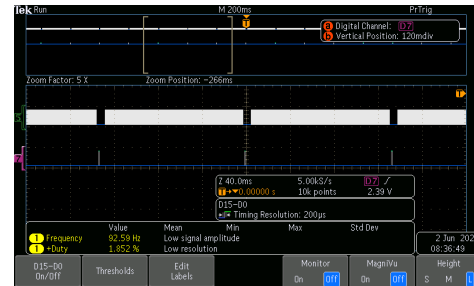 Tek Run M 200ms PrTrig
a Digital Channel: D7
b Vertical Position: 120mdiv
Zoom Factor: 5 X Zoom Position: -266ms
Z 40.0ms 5.00kS/s D7
T→▼0.00000 s 10k points 2.39 V
D15-D0
Timing Resolution: 200µs
Value Mean Min Max Std Dev
1 Frequency 92.59 Hz Low signal amplitude
1 +Duty 1.852 % Low resolution
2 Jun 202
08:36:49
D15-D0 On/Off
Thresholds
Edit Labels
Monitor On Off
MagniVu On Off
Height S M L